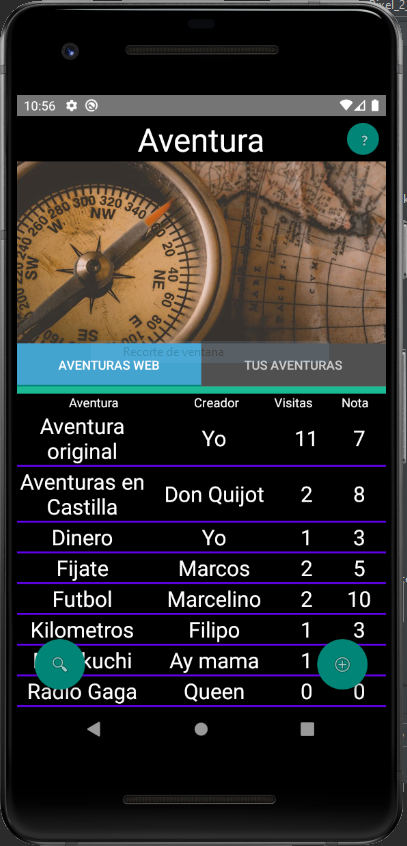 10:56
Aventura
?
AVENTURAS WEB
TUS AVENTURAS
Recorte de ventana
Aventura Creador Visitas Nota
Aventura original Yo 11 7
Aventuras en Castilla Don Quijot 2 8
Dinero Yo 1 3
Fijate Marcos 2 5
Futbol Marcelino 2 10
Kilometros Filipo 1 3
kuchi Ay mama 1
Radio Gaga Queen 0 0